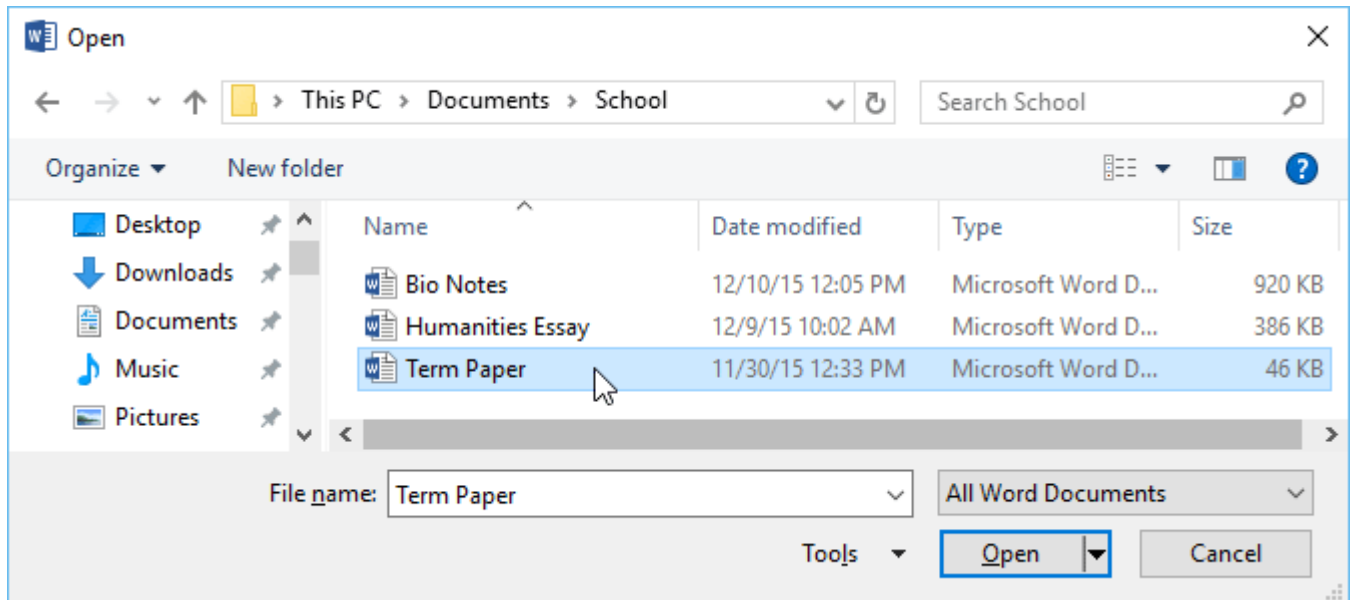 Open
This PC > Documents > School
Search School
Organize
New folder
Desktop
Downloads
Documents
Music
Pictures
Name Date modified Type Size
Bio Notes 12/10/15 12:05 PM Microsoft Word D... 920 KB
Humanities Essay 12/9/15 10:02 AM Microsoft Word D... 386 KB
Term Paper 11/30/15 12:33 PM Microsoft Word D... 46 KB
File name: Term Paper
All Word Documents
Tools
Open
Cancel